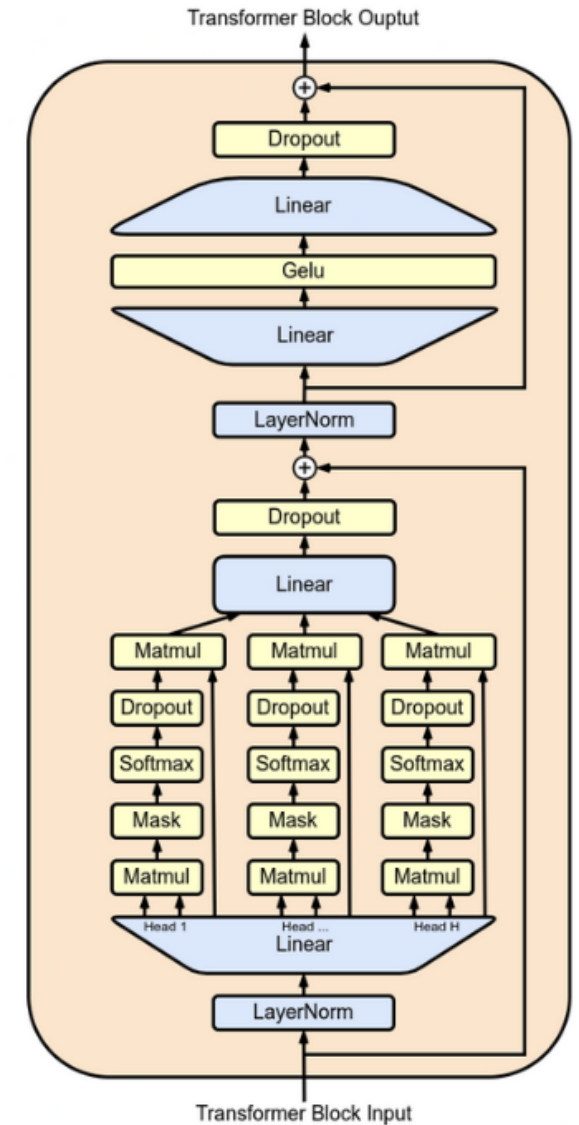 Transformer Block Ouptut
+
Dropout
Linear
Gelu
Linear
LayerNorm
+
Dropout
Linear
Matmul Matmul Matmul
Dropout Dropout Dropout
Softmax Softmax Softmax
Mask Mask Mask
Matmul Matmul Matmul
Head 1 Head ... Head H
Linear
LayerNorm
Transformer Block Input